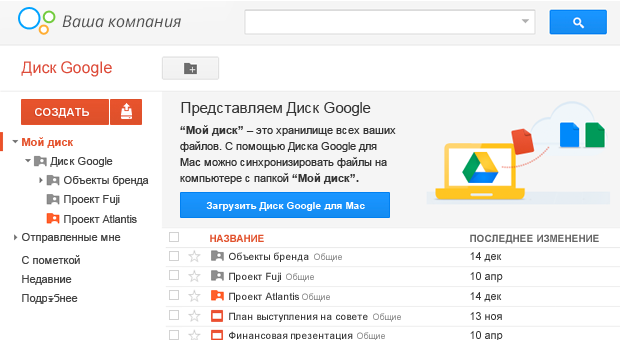 Ваша компания
Диск Google
СОЗДАТЬ
Мой диск
Диск Google
Объекты бренда
Проект Fuji
Проект Atlantis
Отправленные мне
С пометкой
Недавние
Представляем Диск Google
“Мой диск” – это хранилище всех ваших
файлов. С помощью Диска Google для
Mac можно синхронизировать файлы на
компьютере с папкой “Мой диск”.
Загрузить Диск Google для Mac
НАЗВАНИЕ ПОСЛЕДНЕЕ ИЗМЕНЕНИЕ
Объекты бренда Общие 14 дек
Проект Fuji Общие 10 апр
Проект Atlantis Общие 14 дек
План выступления на совете Общие 13 ноя
Финансовая презентация Общие 10 апр